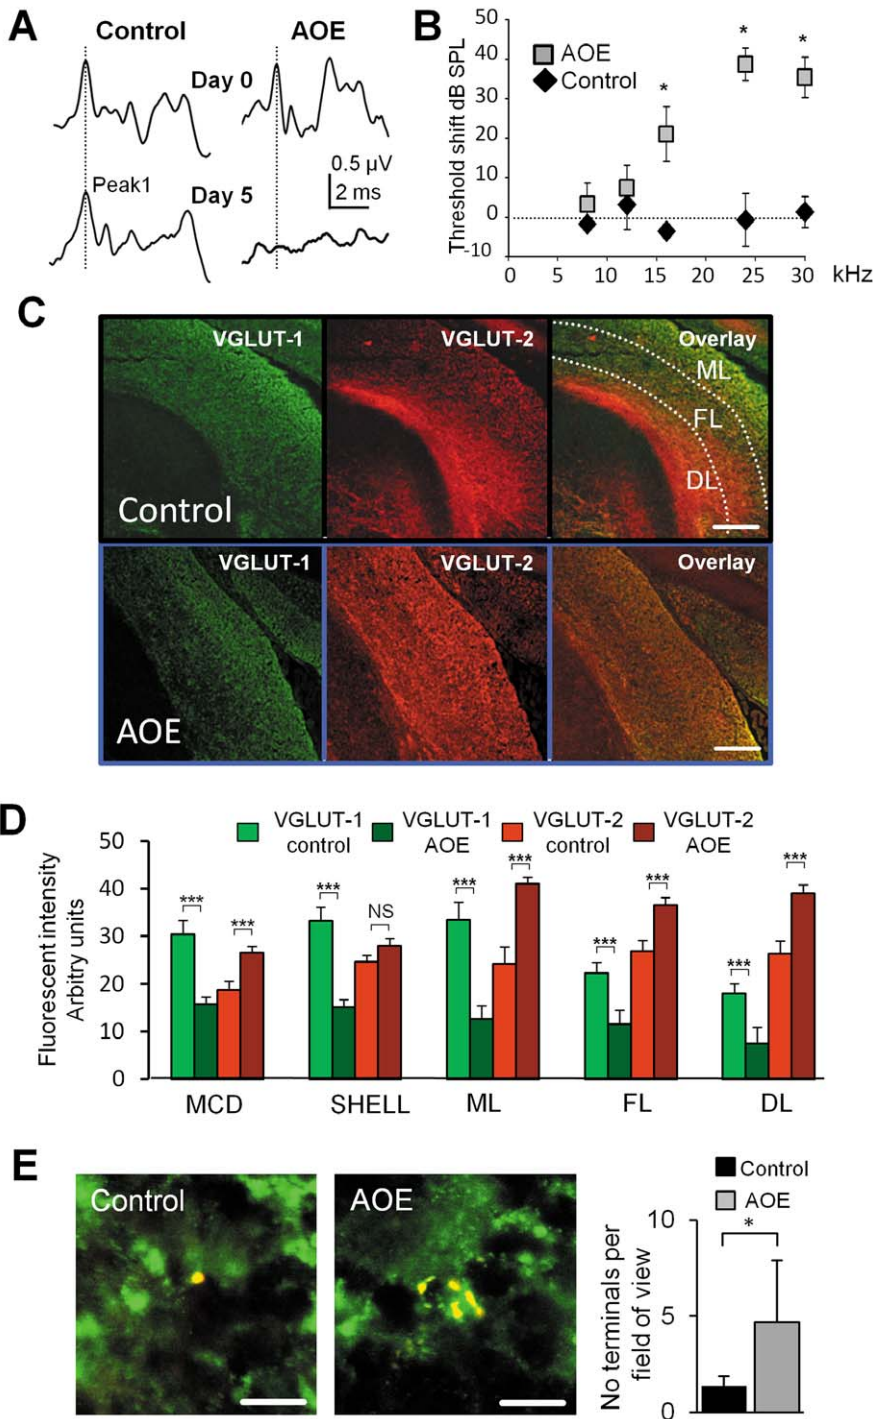 A
Control
AOE
Day 0
Peak1
Day 5
0.5 µV
2 ms
B
Threshold shift dB SPL
50
40
30
20
10
0
-10
AOE
Control
*
*
*
0 5 10 15 20 25 30 kHz
C
VGLUT-1
VGLUT-2
Overlay
ML
FL
DL
Control
VGLUT-1
VGLUT-2
Overlay
AOE
D
Fluorescent intensity
Arbitry units
50
40
30
20
10
0
VGLUT-1
control
VGLUT-1
AOE
VGLUT-2
control
VGLUT-2
AOE
*** ***
*** NS
*** ***
*** ***
*** ***
MCD SHELL ML FL DL
E
Control
AOE
Control
AOE
No terminals per
field of view
10
5
0
*